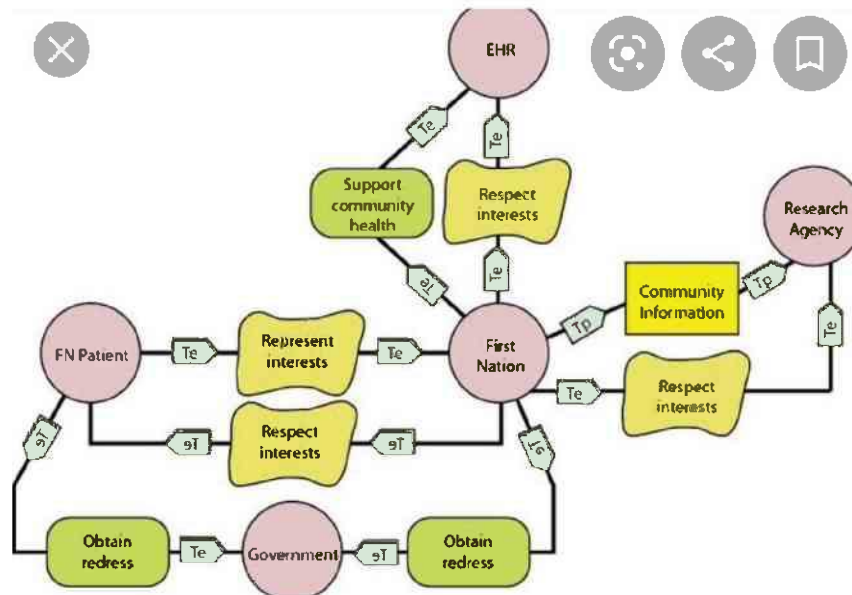 EHR
Te
Te
Support
community
health
Respect
interests
Research
Agency
Te
Te
Tp
Community
Information
Tp
Te
FN Patient
Te
Represent
interests
Te
First
Nation
Te
Respect
interests
Te
Respect
interests
Te
Te
Te
Obtain
redress
Te
Government
Te
Obtain
redress